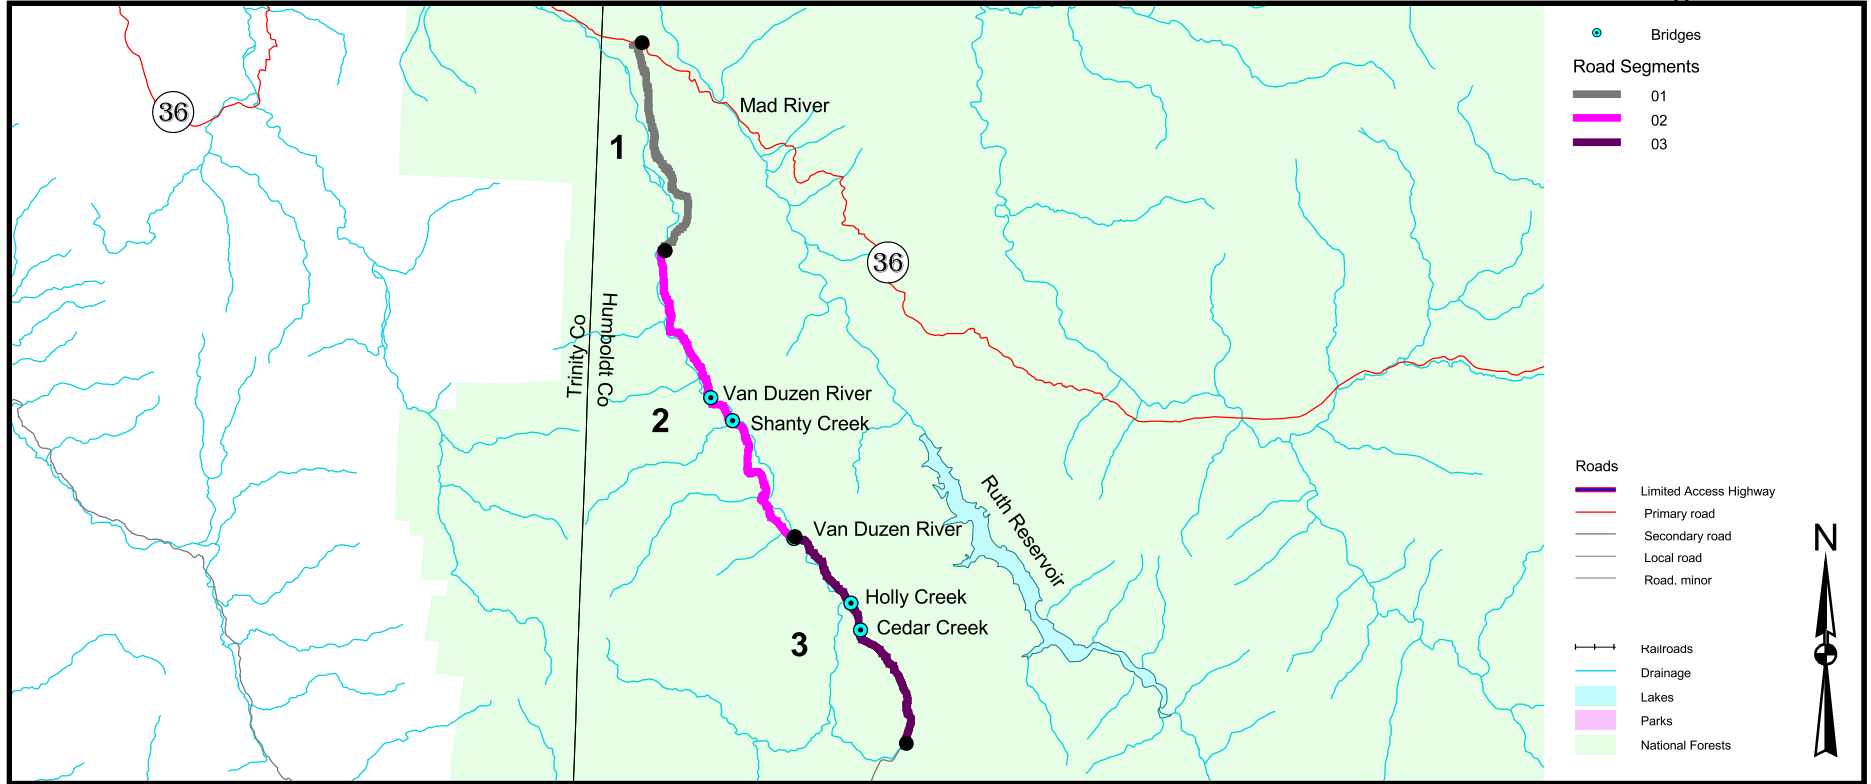 Bridges
Road Segments
01
02
03
36
Mad River
1
36
Trinity Co
Humboldt Co
Van Duzen River
2
Shanty Creek
Ruth Reservoir
Van Duzen River
Holly Creek
Cedar Creek
3
Roads
Limited Access Highway
Primary road
Secondary road
Local road
Road, minor
Railroads
Drainage
Lakes
Parks
National Forests
N